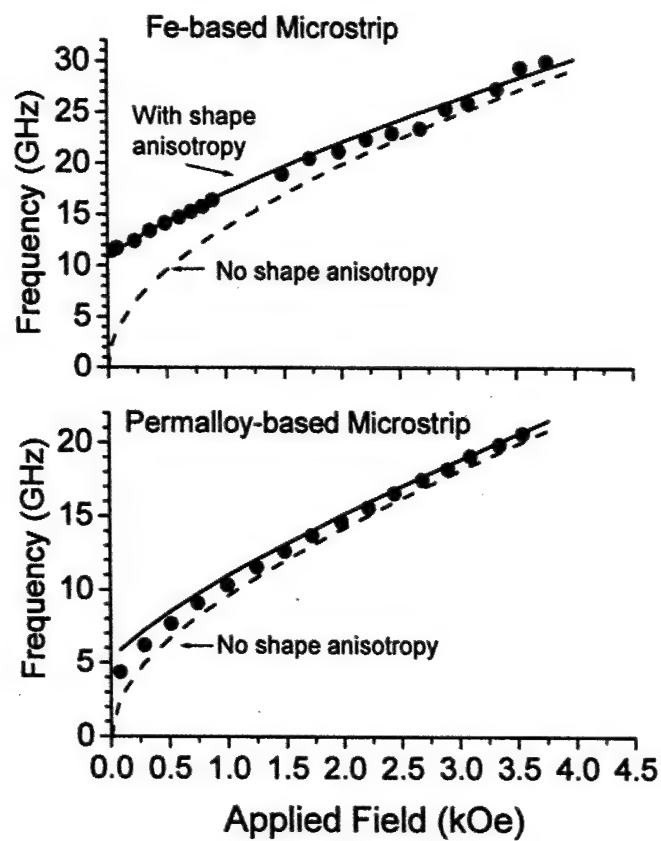 Fe-based Microstrip
30
25
20
15
10
5
0
Frequency (GHz)
With shape
anisotropy
No shape anisotropy
Permalloy-based Microstrip
20
15
10
5
0
Frequency (GHz)
No shape anisotropy
0.0 0.5 1.0 1.5 2.0 2.5 3.0 3.5 4.0 4.5
Applied Field (kOe)